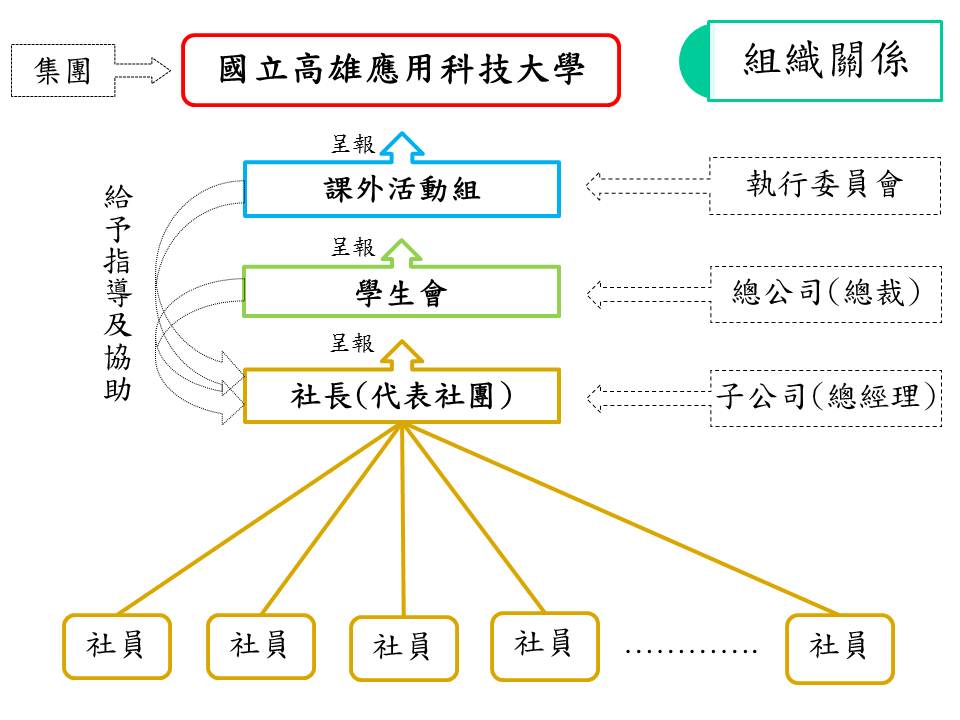 集團
國立高雄應用科技大學
組織關係
呈報
課外活動組
執行委員會
給予指導及協助
呈報
學生會
總公司(總裁)
呈報
社長(代表社團)
子公司(總經理)
社員
社員
社員
社員
.............
社員